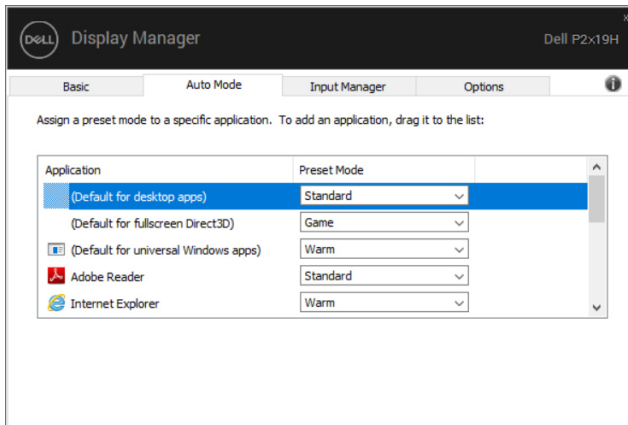 DELL Display Manager Dell P2x19H
Basic Auto Mode Input Manager Options
Assign a preset mode to a specific application. To add an application, drag it to the list:
Application Preset Mode
(Default for desktop apps) Standard
(Default for fullscreen Direct3D) Game
(Default for universal Windows apps) Warm
Adobe Reader Standard
Internet Explorer Warm